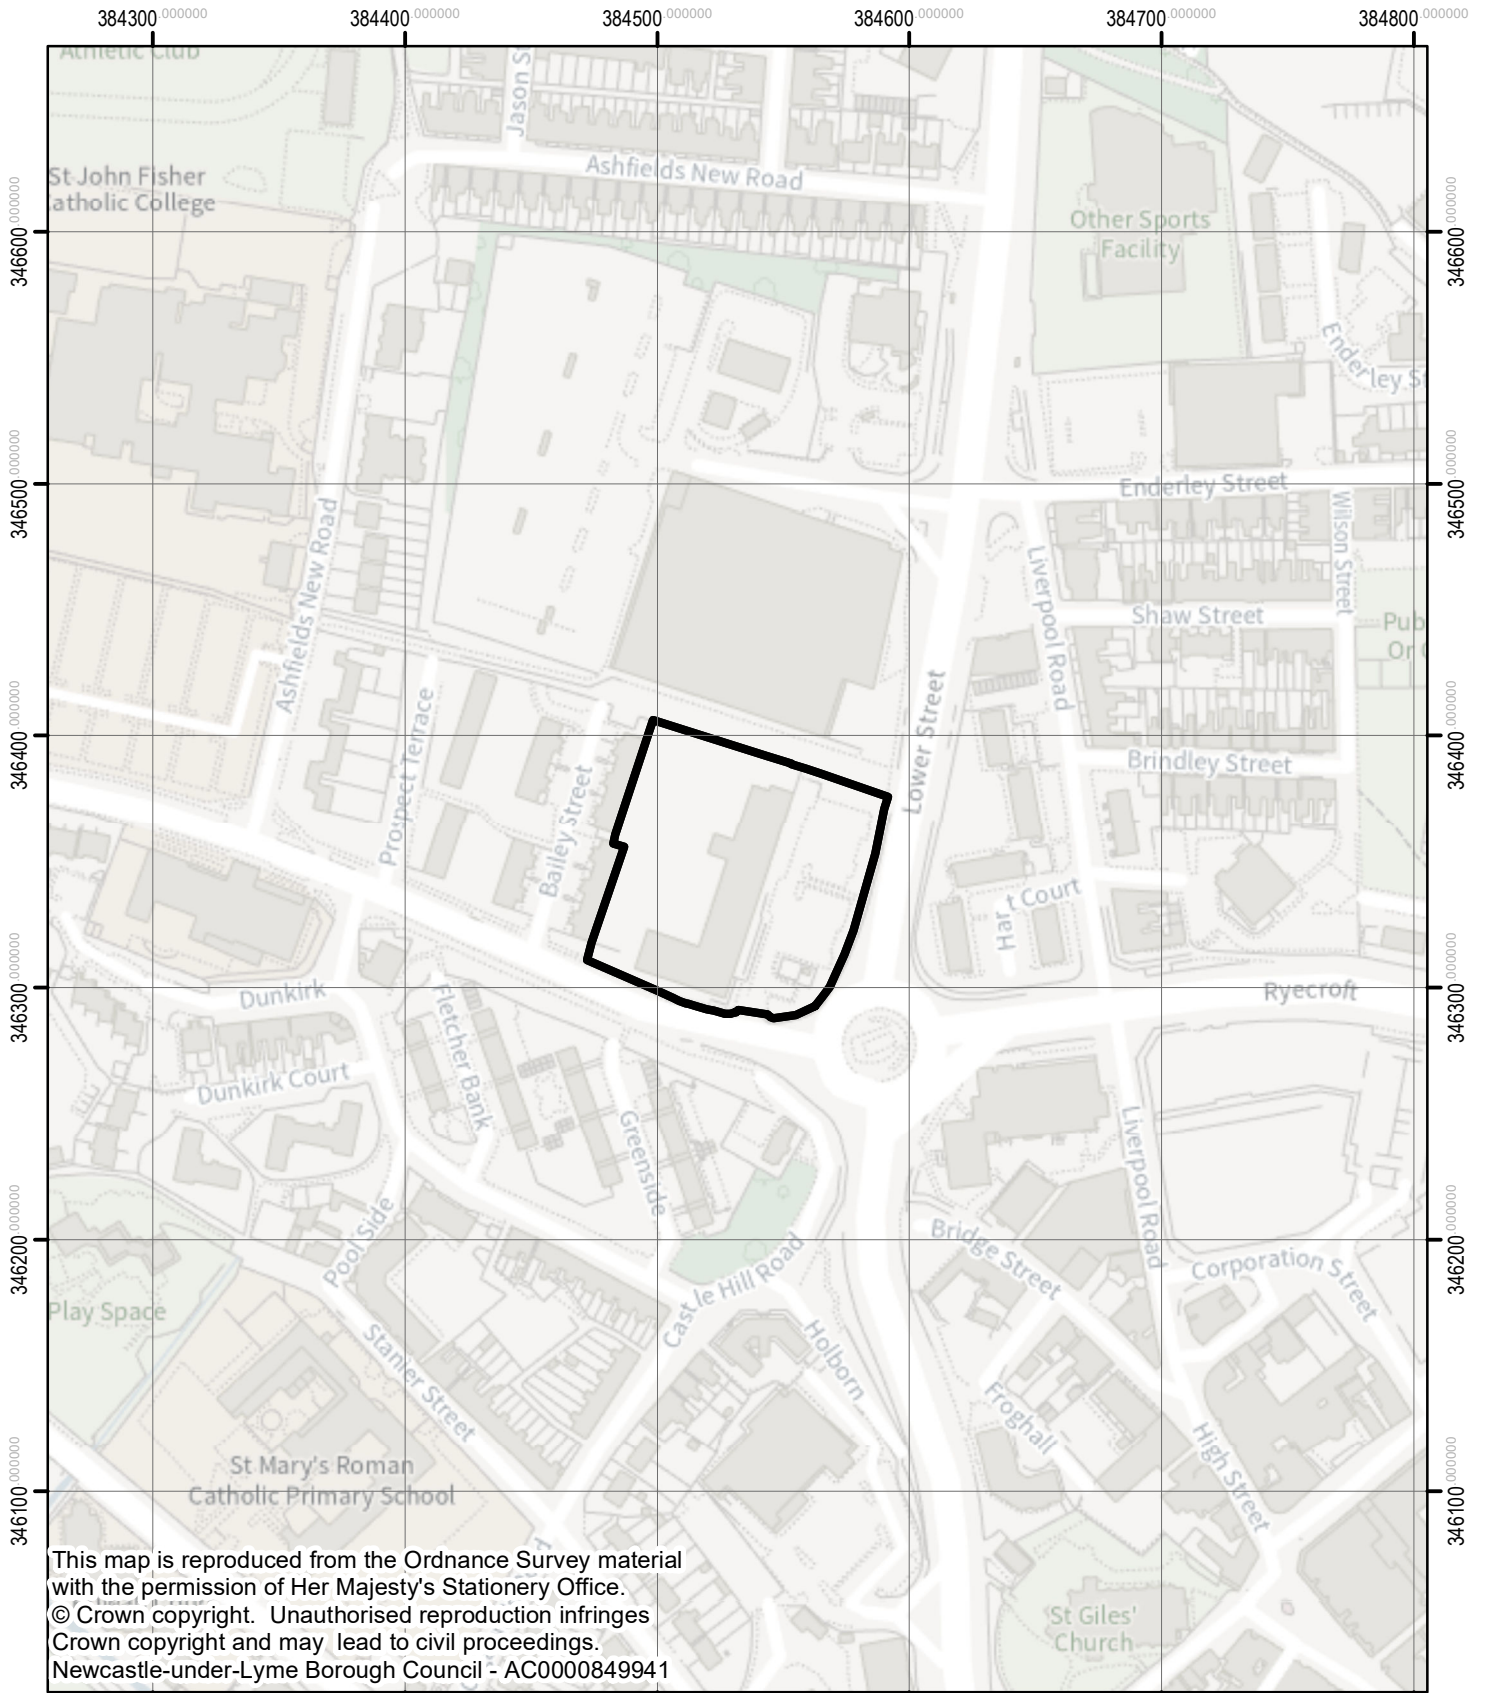 384300.000000 384400.000000 384500.000000 384600.000000 384700.000000 384800.000000
Athletic Club
Jason S
Ashfields New Road
St John Fisher
Catholic College
Other Sports
Facility
346600.000000
346600.000000
Enderley St
346500.000000
Enderley Street
346500.000000
Wilson Street
Ashfields New Road
Liverpool Road
Shaw Street
Pub
Or
Prospect Terrace
Lower Street
346400.000000
346400.000000
Bailey Street
Brindley Street
Hart Court
346300.000000
Dunkirk
Ryecroft
346300.000000
Fletcher Bank
Dunkirk Court
Greenside
Liverpool Road
346200.000000
Pool Side
Castle Hill Road
Bridge Street
Corporation Street
346200.000000
Play Space
Stanier Street
Holborn
Froghall
High Street
St Mary's Roman
Catholic Primary School
346100.000000
346100.000000
St Giles'
Church
This map is reproduced from the Ordnance Survey material
with the permission of Her Majesty's Stationery Office.
© Crown copyright.  Unauthorised reproduction infringes
Crown copyright and may  lead to civil proceedings.
Newcastle-under-Lyme Borough Council - AC0000849941